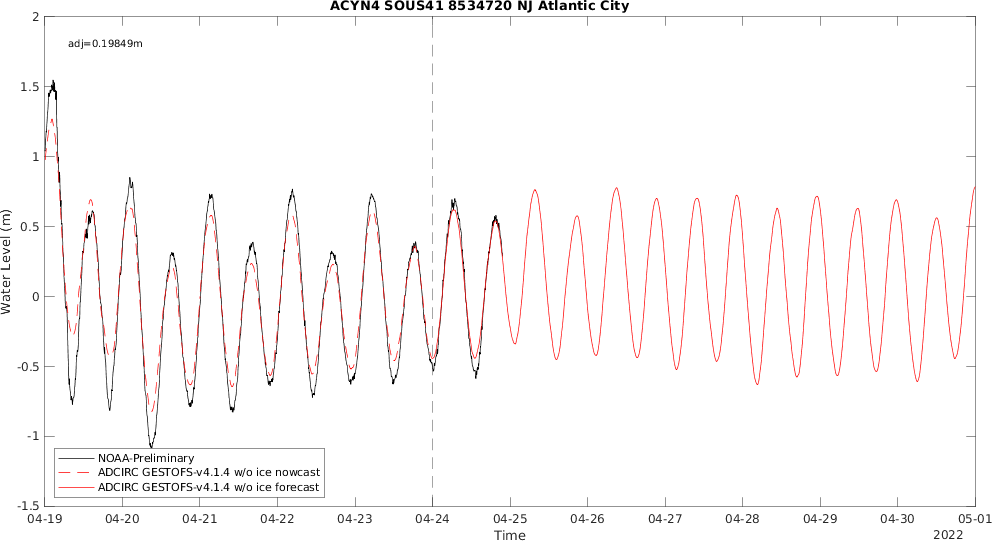 ACYN4 SOUS41 8534720 NJ Atlantic City
adj=0.19849m
2
1.5
1
0.5
0
-0.5
-1
-1.5
Water Level (m)
NOAA-Preliminary
ADCIRC GESTOFS-v4.1.4 w/o ice nowcast
ADCIRC GESTOFS-v4.1.4 w/o ice forecast
04-19 04-20 04-21 04-22 04-23 04-24 04-25 04-26 04-27 04-28 04-29 04-30 05-01
Time
2022